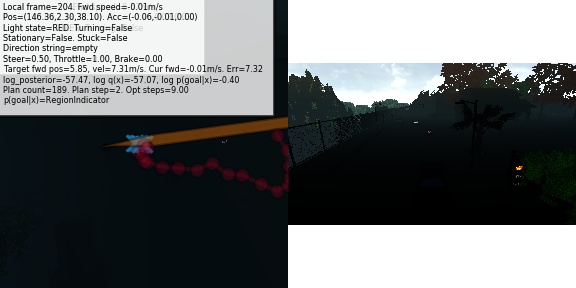 Local frame=204. Fwd speed=-0.01m/s
Pos=(146.36,2.30,38.10). Acc=(-0.06,-0.01,0.00)
Light state=RED. Turning=False
Stationary=False. Stuck=False
Direction string=empty
Steer=0.50, Throttle=1.00, Brake=0.00
Target fwd pos=5.85, vel=7.31m/s. Cur fwd=-0.01m/s. Err=7.32
log_posterior=-57.47, log q(x)=-57.07, log p(goal|x)=-0.40
Plan count=189. Plan step=2. Opt steps=9.00
p(goal|x)=RegionIndicator